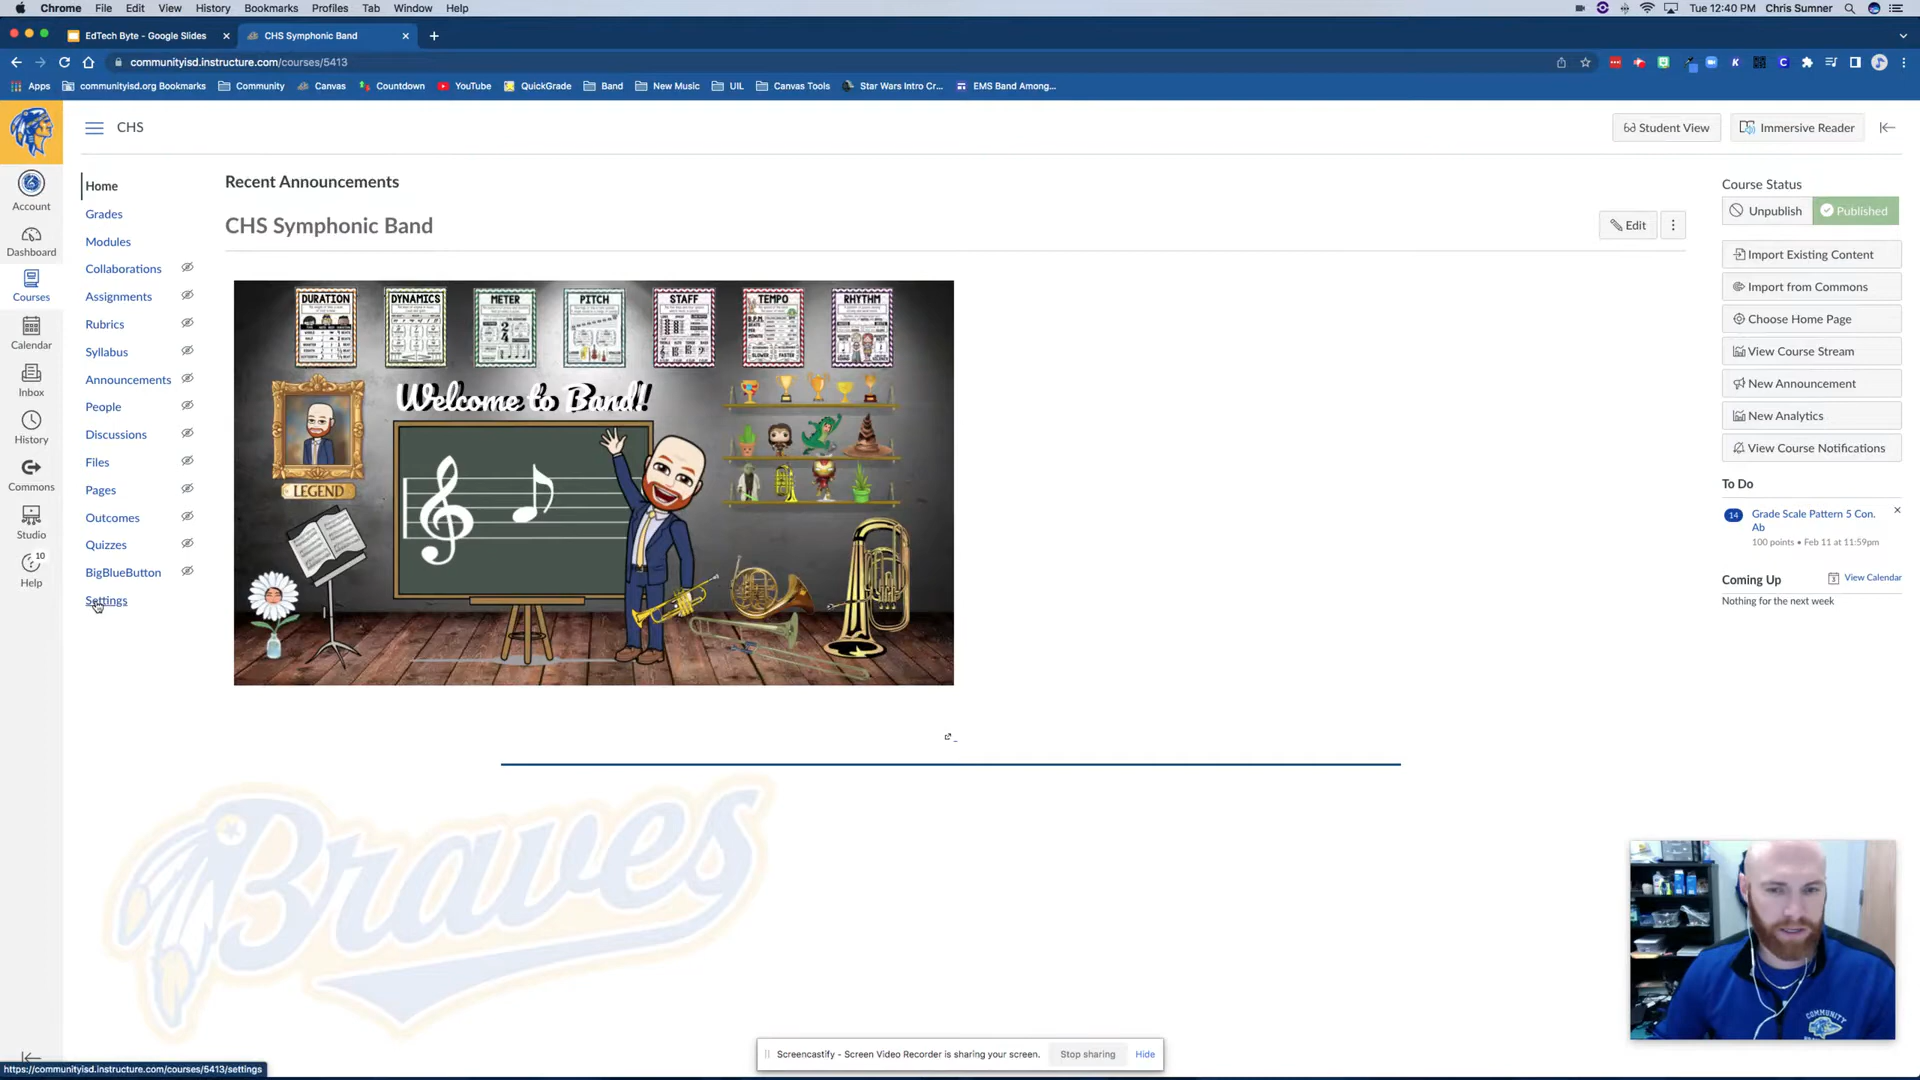 Chrome File Edit View History Bookmarks Profiles Tab Window Help
Tue 12:40 PM Chris Sumner
EdTech Byte - Google Slides
CHS Symphonic Band
communityisd.instructure.com/courses/5413
Apps communityisd.org Bookmarks Community Canvas Countdown YouTube QuickGrade Band New Music UIL Canvas Tools Star Wars Intro Cr... EMS Band Among...
CHS
Student View
Immersive Reader
Account
Dashboard
Courses
Calendar
Inbox
History
Commons
Studio
10
Help
Home
Grades
Modules
Collaborations
Assignments
Rubrics
Syllabus
Announcements
People
Discussions
Files
Pages
Outcomes
Quizzes
BigBlueButton
Settings
Recent Announcements
CHS Symphonic Band
Edit
DURATION
DYNAMICS
METER
PITCH
STAFF
TEMPO
RHYTHM
Welcome to Band!
LEGEND
Braves
Course Status
Unpublish
Published
Import Existing Content
Import from Commons
Choose Home Page
View Course Stream
New Announcement
New Analytics
View Course Notifications
To Do
14
Grade Scale Pattern 5 Con. Ab
100 points • Feb 11 at 11:59pm
Coming Up
View Calendar
Nothing for the next week
COMMUNITY
Screencastify - Screen Video Recorder is sharing your screen.
Stop sharing
Hide
https://communityisd.instructure.com/courses/5413/settings